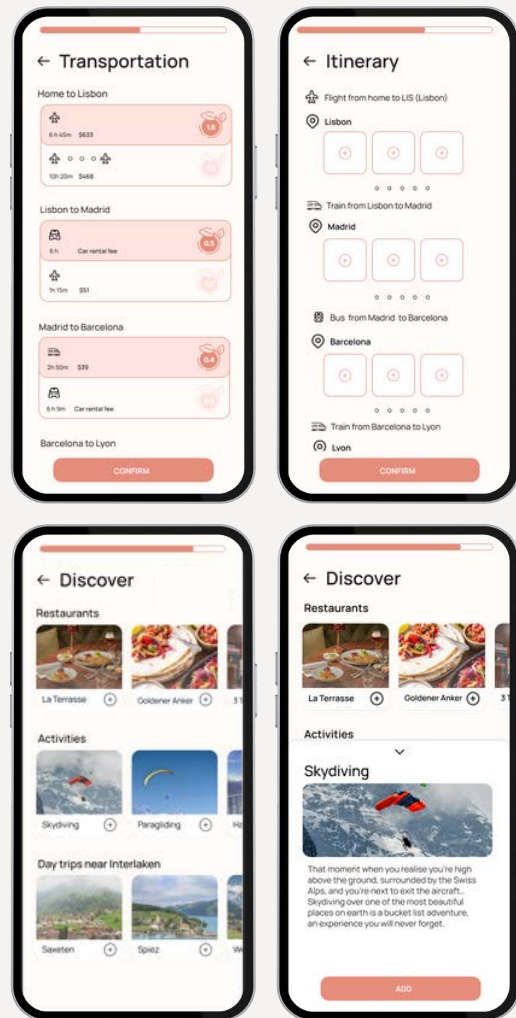 ← Transportation
Home to Lisbon
6 h 45m $633
1.6
10h 20m $468
Lisbon to Madrid
6 h Car rental fee
0.5
1h 15m $51
Madrid to Barcelona
2h 50m $39
0.4
6 h 9m Car rental fee
Barcelona to Lyon
CONFIRM
← Itinerary
Flight from home to LIS (Lisbon)
Lisbon
Train from Lisbon to Madrid
Madrid
Bus from Madrid to Barcelona
Barcelona
Train from Barcelona to Lyon
Lyon
CONFIRM
← Discover
Restaurants
La Terrasse
Goldener Anker
Activities
Skydiving
Paragliding
Day trips near Interlaken
Saxeten
Spiez
← Discover
Restaurants
La Terrasse
Goldener Anker
Activities
Skydiving
That moment when you realise you're high
above the ground, surrounded by the Swiss
Alps, and you're next to exit the aircraft...
Skydiving over one of the most beautiful
places on earth is a bucket list adventure,
an experience you will never forget.
ADD